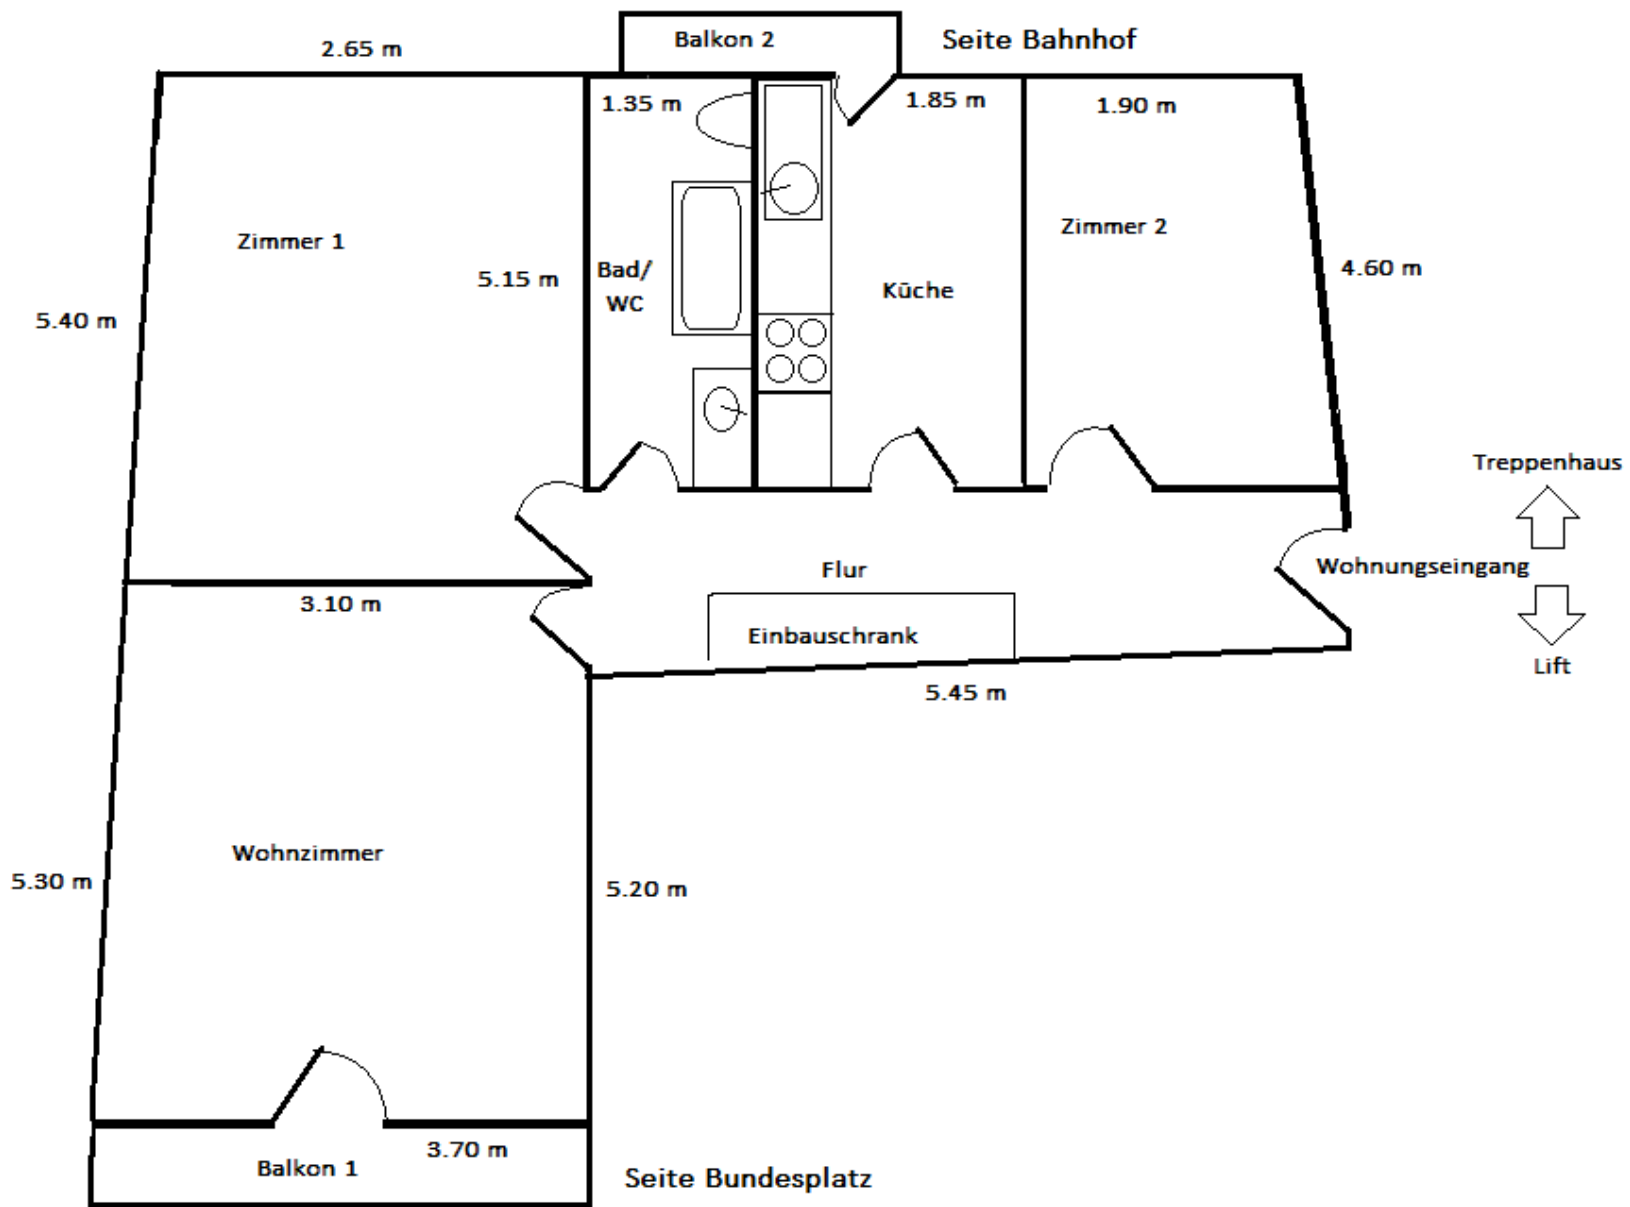 Balkon 2
Seite Bahnhof
2.65 m
1.35 m
1.85 m
1.90 m
Zimmer 1
Zimmer 2
5.15 m
Bad/
WC
Küche
4.60 m
5.40 m
Treppenhaus
Flur
Wohnungseingang
3.10 m
Einbauschrank
Lift
5.45 m
Wohnzimmer
5.30 m
5.20 m
3.70 m
Balkon 1
Seite Bundesplatz